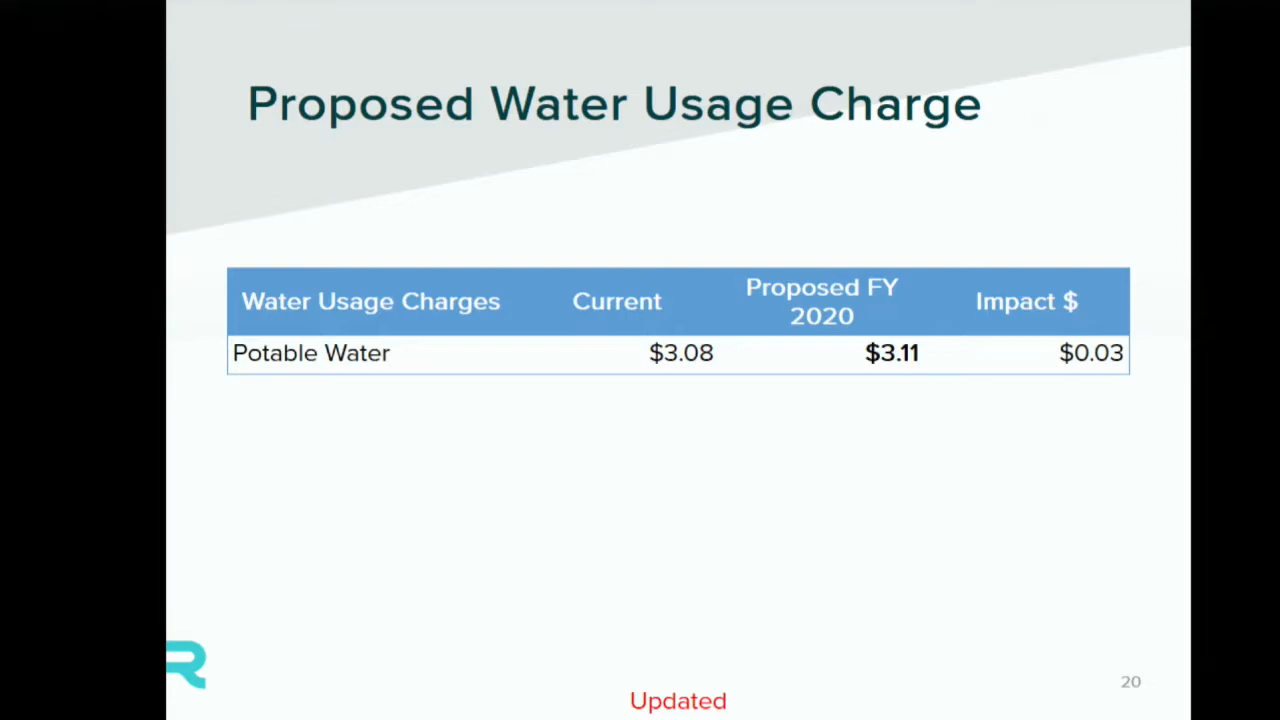 Proposed Water Usage Charge
Water Usage Charges Current Proposed FY 2020 Impact $
Potable Water $3.08 $3.11 $0.03
R
20
Updated